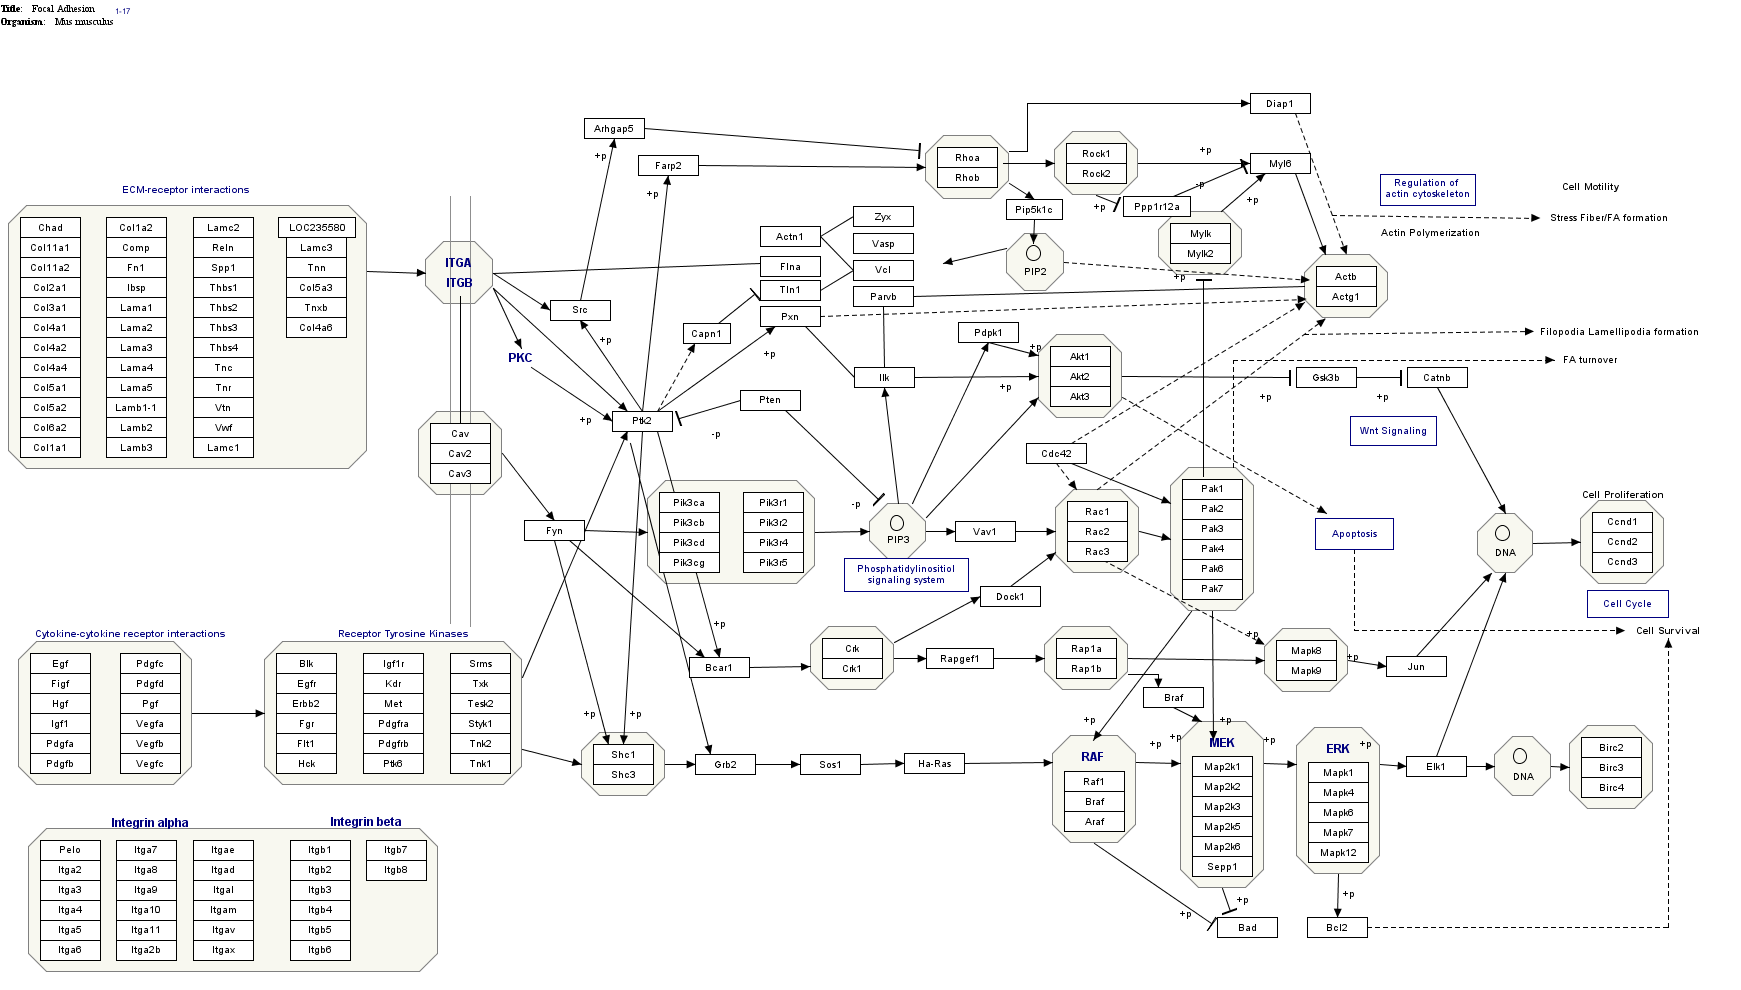 Title: Focal Adhesion
1-17
Organism: Mus musculus
Diap1
Arhgap5
+p
Farp2
+p
Rhoa
Rhob
Rock1
Rock2
+p
Myl6
-p
+p
+p
Ppp1r12a
Pip5k1c
Mylk
Mylk2
+p
PIP2
Regulation of
actin cytoskeleton
Cell Motility
Stress Fiber/FA formation
Actin Polymerization
Actb
Actg1
Filopodia Lamellipodia formation
FA turnover
ECM-receptor interactions
Chad
Col11a1
Col11a2
Col2a1
Col3a1
Col4a1
Col4a2
Col4a4
Col5a1
Col5a2
Col6a2
Col1a1
Col1a2
Comp
Fn1
Ibsp
Lama1
Lama2
Lama3
Lama4
Lama5
Lamb1-1
Lamb2
Lamb3
Lamc2
Reln
Spp1
Thbs1
Thbs2
Thbs3
Thbs4
Tnc
Tnr
Vtn
Vwf
Lamc1
LOC235580
Lamc3
Tnn
Col5a3
Tnxb
Col4a6
ITGA
ITGB
Src
+p
PKC
+p
Ptk2
Capn1
+p
Actn1
Flna
Tln1
Pxn
Zyx
Vasp
Vcl
Parvb
Pten
-p
-p
Ilk
Pdpk1
+p
+p
Akt1
Akt2
Akt3
Gsk3b
+p
Catnb
+p
Wnt Signaling
Cav
Cav2
Cav3
Fyn
Pik3ca
Pik3cb
Pik3cd
Pik3cg
Pik3r1
Pik3r2
Pik3r4
Pik3r5
PIP3
Phosphatidylinositiol
signaling system
Vav1
Cdc42
Rac1
Rac2
Rac3
Dock1
Pak1
Pak2
Pak3
Pak4
Pak6
Pak7
Apoptosis
DNA
Cell Proliferation
Ccnd1
Ccnd2
Ccnd3
Cell Cycle
Cell Survival
Cytokine-cytokine receptor interactions
Egf
Figf
Hgf
Igf1
Pdgfa
Pdgfb
Pdgfc
Pdgfd
Pgf
Vegfa
Vegfb
Vegfc
Receptor Tyrosine Kinases
Blk
Egfr
Erbb2
Fgr
Flt1
Hck
Igf1r
Kdr
Met
Pdgfra
Pdgfrb
Ptk6
Srms
Txk
Tesk2
Styk1
Tnk2
Tnk1
+p
Bcar1
Crk
Crk1
Rapgef1
Rap1a
Rap1b
Braf
+p
Mapk8
Mapk9
+p
Jun
+p
+p
Shc1
Shc3
Grb2
Sos1
Ha-Ras
+p
RAF
Raf1
Braf
Araf
+p
+p
+p
MEK
Map2k1
Map2k2
Map2k3
Map2k5
Map2k6
Sepp1
+p
ERK
+p
Mapk1
Mapk4
Mapk6
Mapk7
Mapk12
Elk1
DNA
Birc2
Birc3
Birc4
+p
+p
Bad
+p
Bcl2
Integrin alpha
Integrin beta
Pelo
Itga2
Itga3
Itga4
Itga5
Itga6
Itga7
Itga8
Itga9
Itga10
Itga11
Itga2b
Itgae
Itgad
Itgal
Itgam
Itgav
Itgax
Itgb1
Itgb2
Itgb3
Itgb4
Itgb5
Itgb6
Itgb7
Itgb8